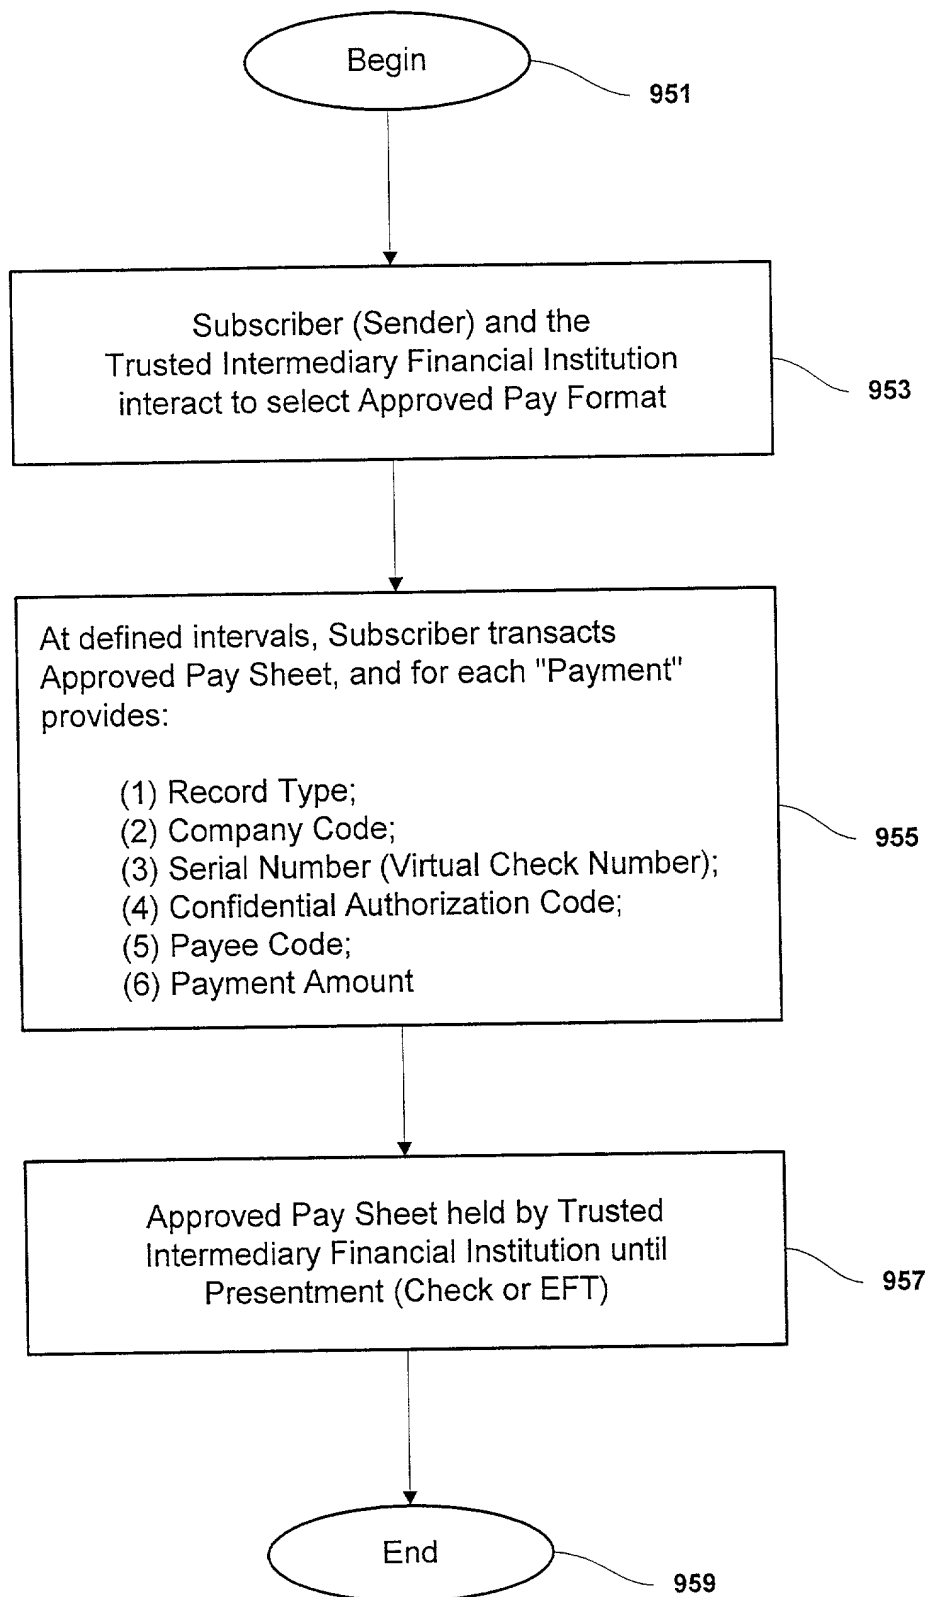 Begin
951
Subscriber (Sender) and the
Trusted Intermediary Financial Institution
interact to select Approved Pay Format
953
At defined intervals, Subscriber transacts
Approved Pay Sheet, and for each "Payment"
provides:
(1) Record Type;
(2) Company Code;
(3) Serial Number (Virtual Check Number);
(4) Confidential Authorization Code;
(5) Payee Code;
(6) Payment Amount
955
Approved Pay Sheet held by Trusted
Intermediary Financial Institution until
Presentment (Check or EFT)
957
End
959